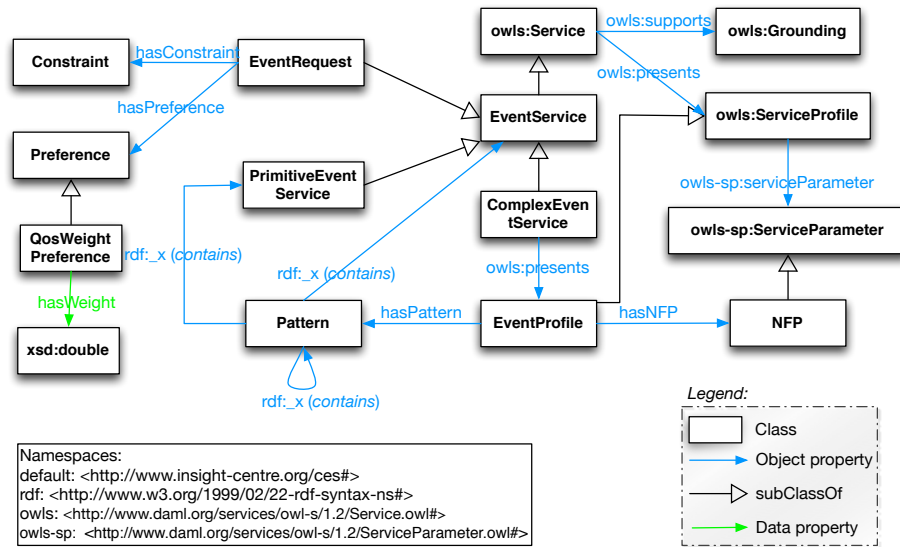 owls:Service
owls:supports
owls:Grounding
Constraint
hasConstraint
EventRequest
owls:presents
hasPreference
EventService
owls:ServiceProfile
Preference
PrimitiveEvent
Service
owls-sp:serviceParameter
ComplexEven
tService
owls-sp:ServiceParameter
QosWeight
Preference
rdf:_x (contains)
rdf:_x (contains)
owls:presents
hasWeight
Pattern
hasPattern
EventProfile
hasNFP
NFP
xsd:double
rdf:_x (contains)
Legend:
Class
Object property
subClassOf
Data property
Namespaces:
default: <http://www.insight-centre.org/ces#>
rdf: <http://www.w3.org/1999/02/22-rdf-syntax-ns#>
owls: <http://www.daml.org/services/owl-s/1.2/Service.owl#>
owls-sp: <http://www.daml.org/services/owl-s/1.2/ServiceParameter.owl#>